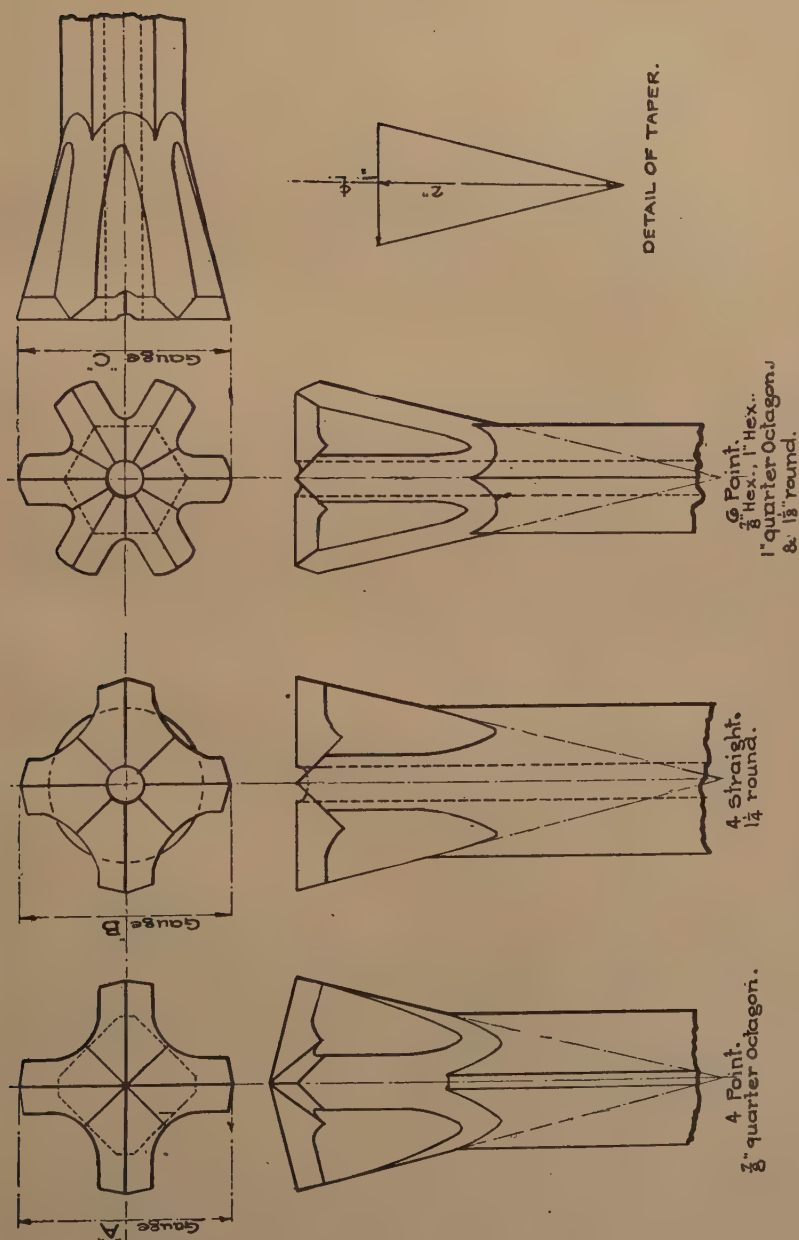 Gauge "A"
4 Point.
7/8" quarter octagon.
Gauge "B"
4 Straight.
1 1/4 round.
Gauge "C"
6 Point.
7/8" Hex., 1" Hex..
1" quarter Octagon.
& 1 1/8" round.
1"
2"
DETAIL OF TAPER.